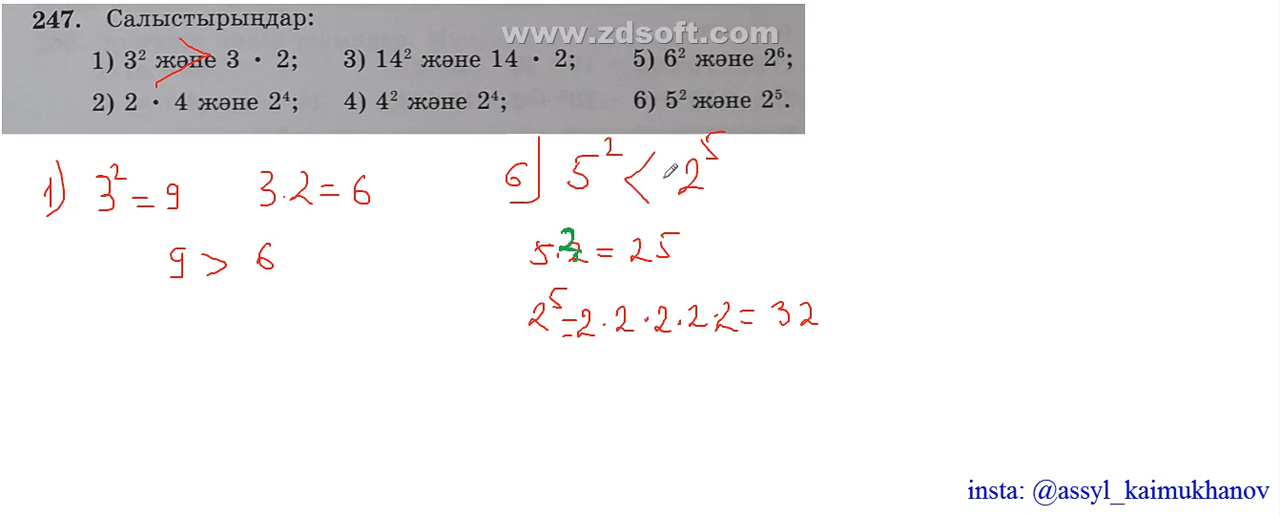 247. Салыстырыңдар:
www.zdsoft.com
1) 3² және 3 · 2; 3) 14² және 14 · 2; 5) 6² және 2⁶;
2) 2 · 4 және 2⁴; 4) 4² және 2⁴; 6) 5² және 2⁵.
1) 3² = 9 3·2 = 6
9 > 6
6) 5² < 2⁵
5·2 = 25
2⁵ = 2·2·2·2·2 = 32
insta: @assyl_kaimukhanov